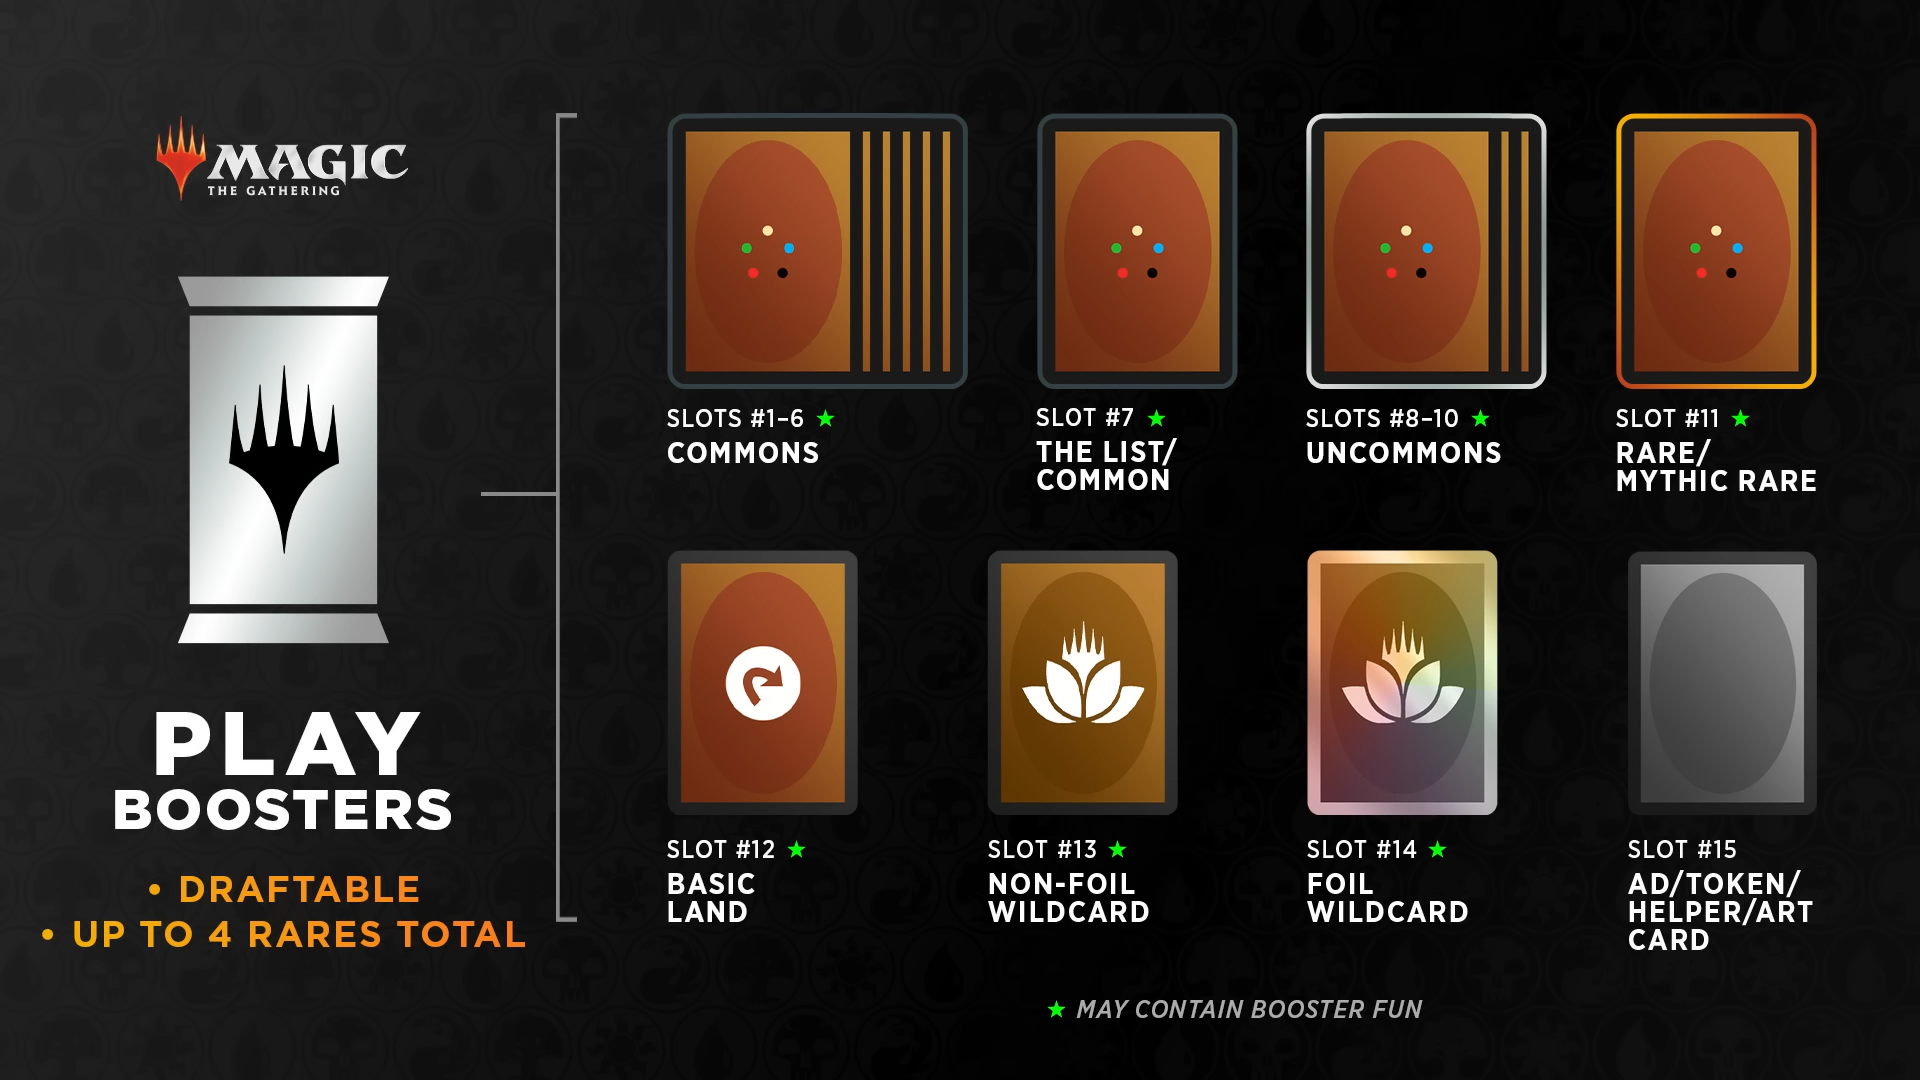 MAGIC
THE GATHERING
PLAY
BOOSTERS
• DRAFTABLE
• UP TO 4 RARES TOTAL
SLOTS #1–6 ★
COMMONS
SLOT #7 ★
THE LIST/
COMMON
SLOTS #8–10 ★
UNCOMMONS
SLOT #11 ★
RARE/
MYTHIC RARE
SLOT #12 ★
BASIC
LAND
SLOT #13 ★
NON-FOIL
WILDCARD
SLOT #14 ★
FOIL
WILDCARD
SLOT #15
AD/TOKEN/
HELPER/ART
CARD
★ MAY CONTAIN BOOSTER FUN